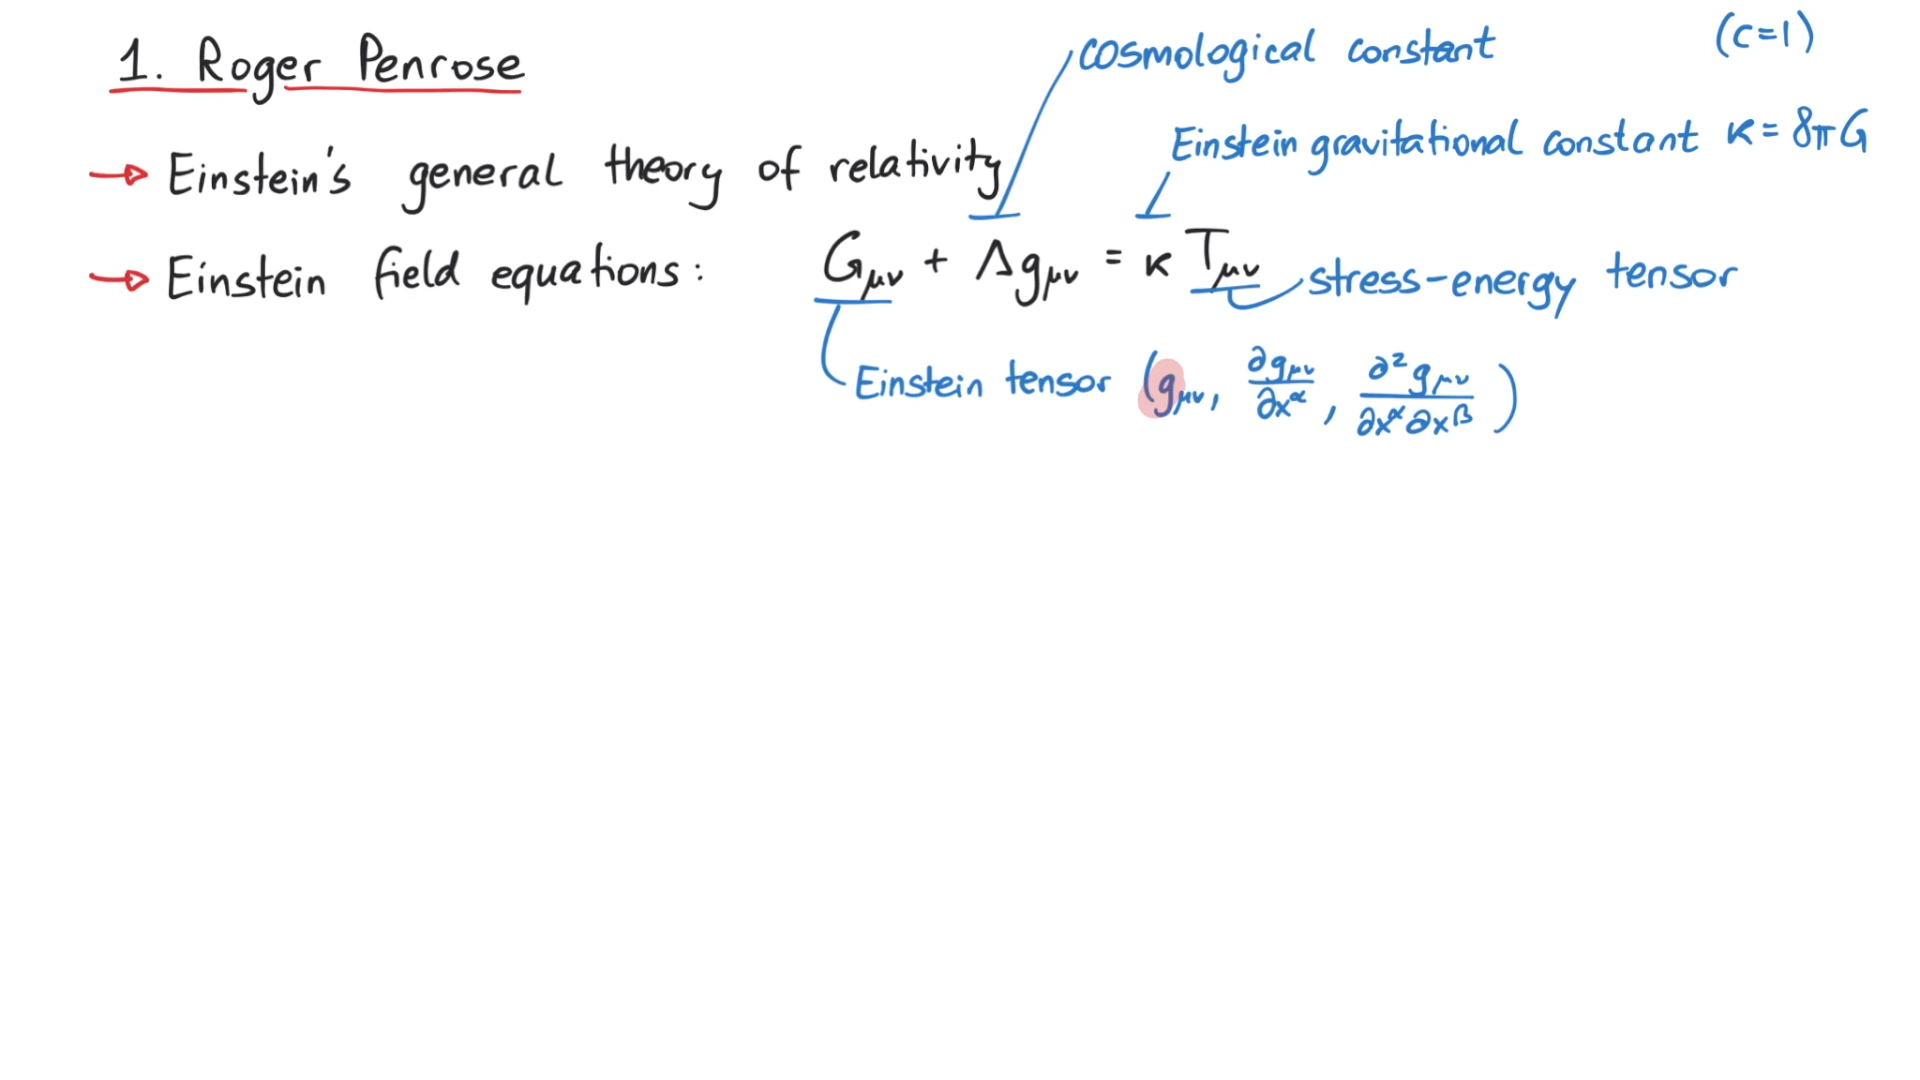 1. Roger Penrose
cosmological constant
(c=1)
Einstein gravitational constant κ = 8πG
→ Einstein's general theory of relativity
→ Einstein field equations: G_μν + Λg_μν = κ T_μν
stress-energy tensor
Einstein tensor (g_μν, ∂g_μν/∂x^α, ∂²g_μν/∂x^α∂x^β)